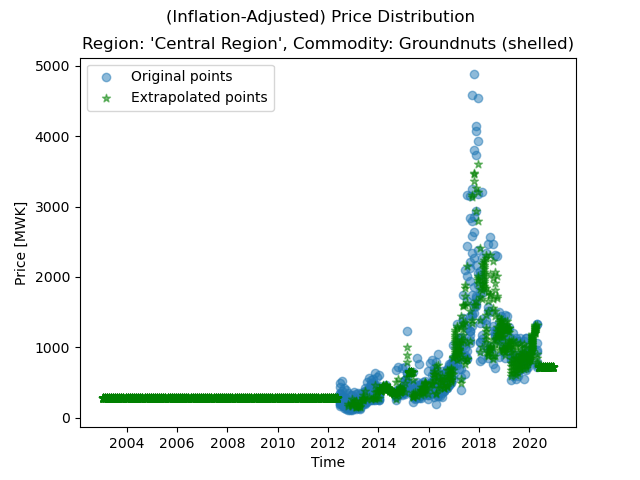 (Inflation-Adjusted) Price Distribution
Region: 'Central Region', Commodity: Groundnuts (shelled)
Original points
Extrapolated points
Price [MWK]
5000
4000
3000
2000
1000
0
2004 2006 2008 2010 2012 2014 2016 2018 2020
Time